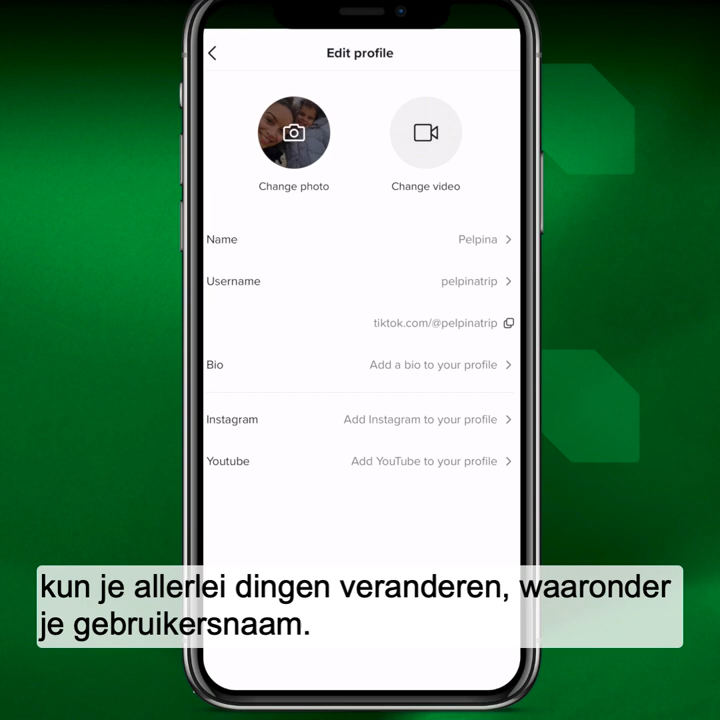 Edit profile
Change photo
Change video
Name
Pelpina
Username
pelpinatrip
tiktok.com/@pelpinatrip
Bio
Add a bio to your profile
Instagram
Add Instagram to your profile
Youtube
Add YouTube to your profile
kun je allerlei dingen veranderen, waaronder
je gebruikersnaam.